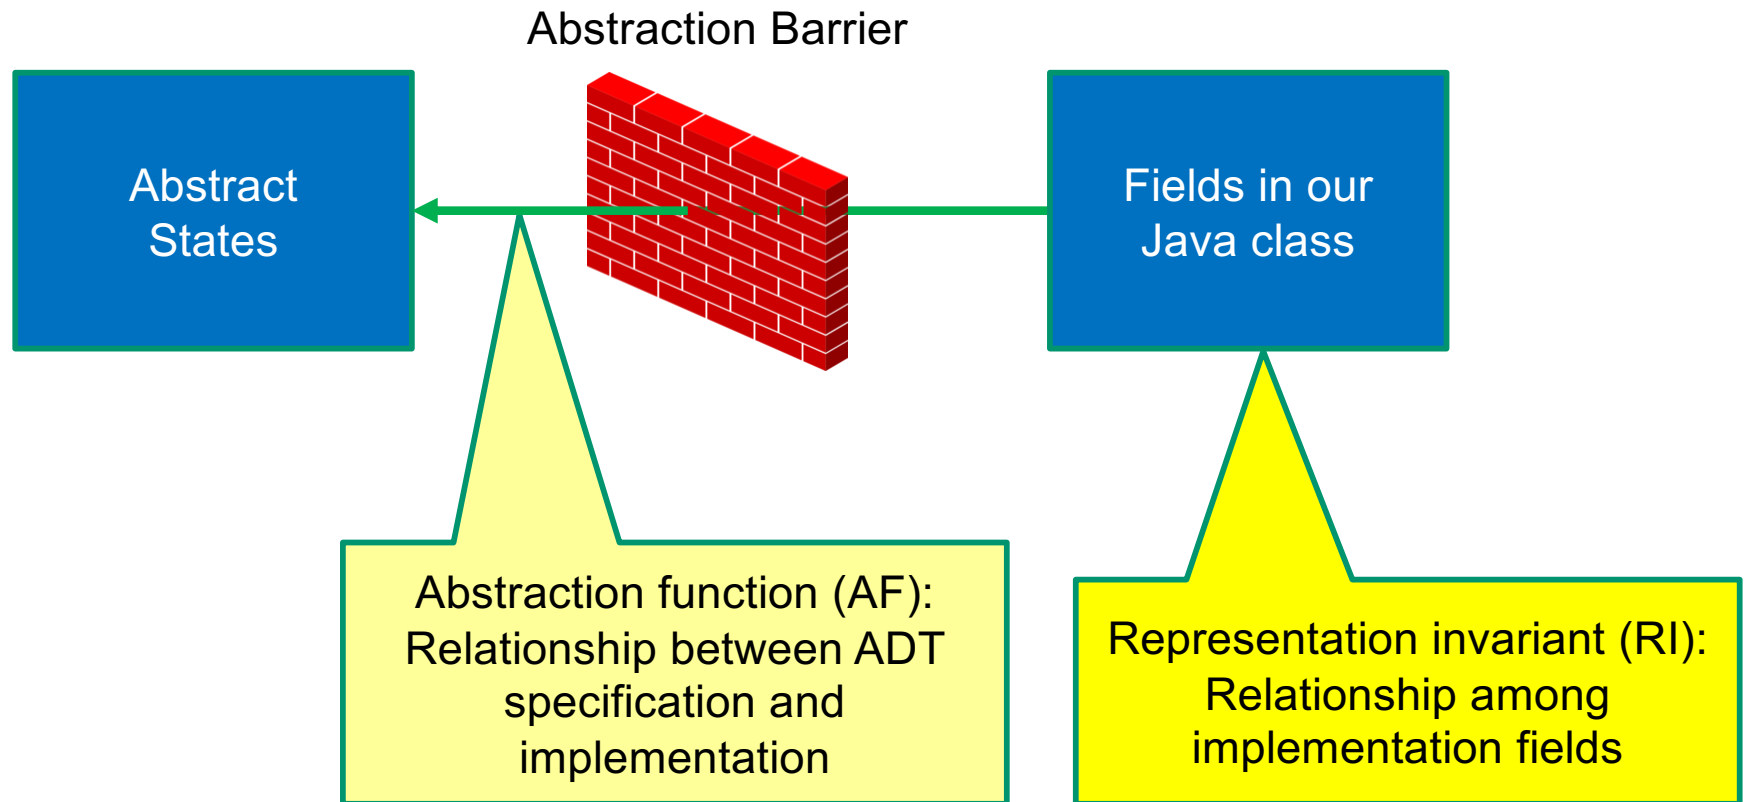 Abstraction Barrier
Abstract
States
Fields in our
Java class
Abstraction function (AF):
Relationship between ADT
specification and
implementation
Representation invariant (RI):
Relationship among
implementation fields